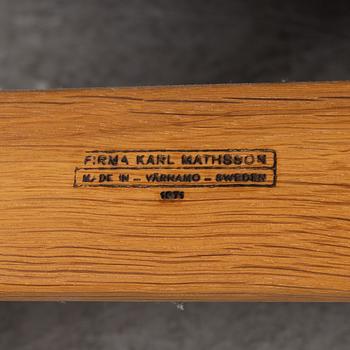 FIRMA KARL MATHSSON
MADE IN – VÄRNAMO – SWEDEN
1971